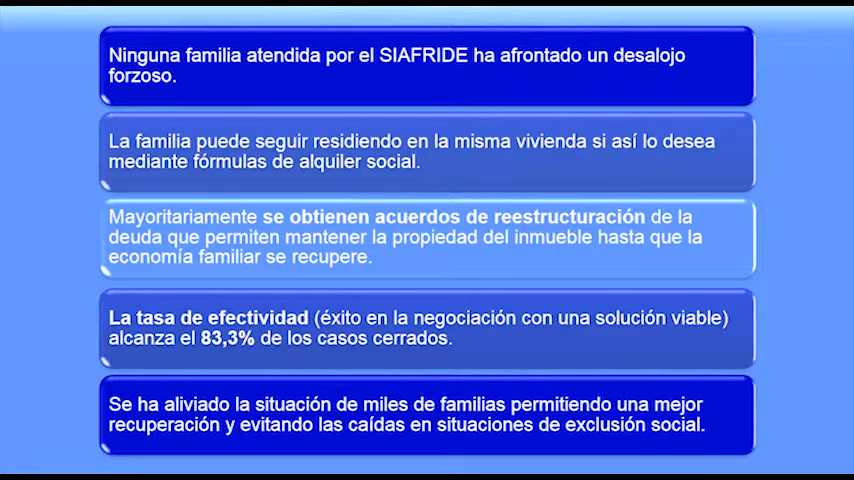 Ninguna familia atendida por el SIAFRIDE ha afrontado un desalojo
forzoso.
La familia puede seguir residiendo en la misma vivienda si así lo desea
mediante fórmulas de alquiler social.
Mayoritariamente se obtienen acuerdos de reestructuración de la
deuda que permiten mantener la propiedad del inmueble hasta que la
economía familiar se recupere.
La tasa de efectividad (éxito en la negociación con una solución viable)
alcanza el 83,3% de los casos cerrados.
Se ha aliviado la situación de miles de familias permitiendo una mejor
recuperación y evitando las caídas en situaciones de exclusión social.